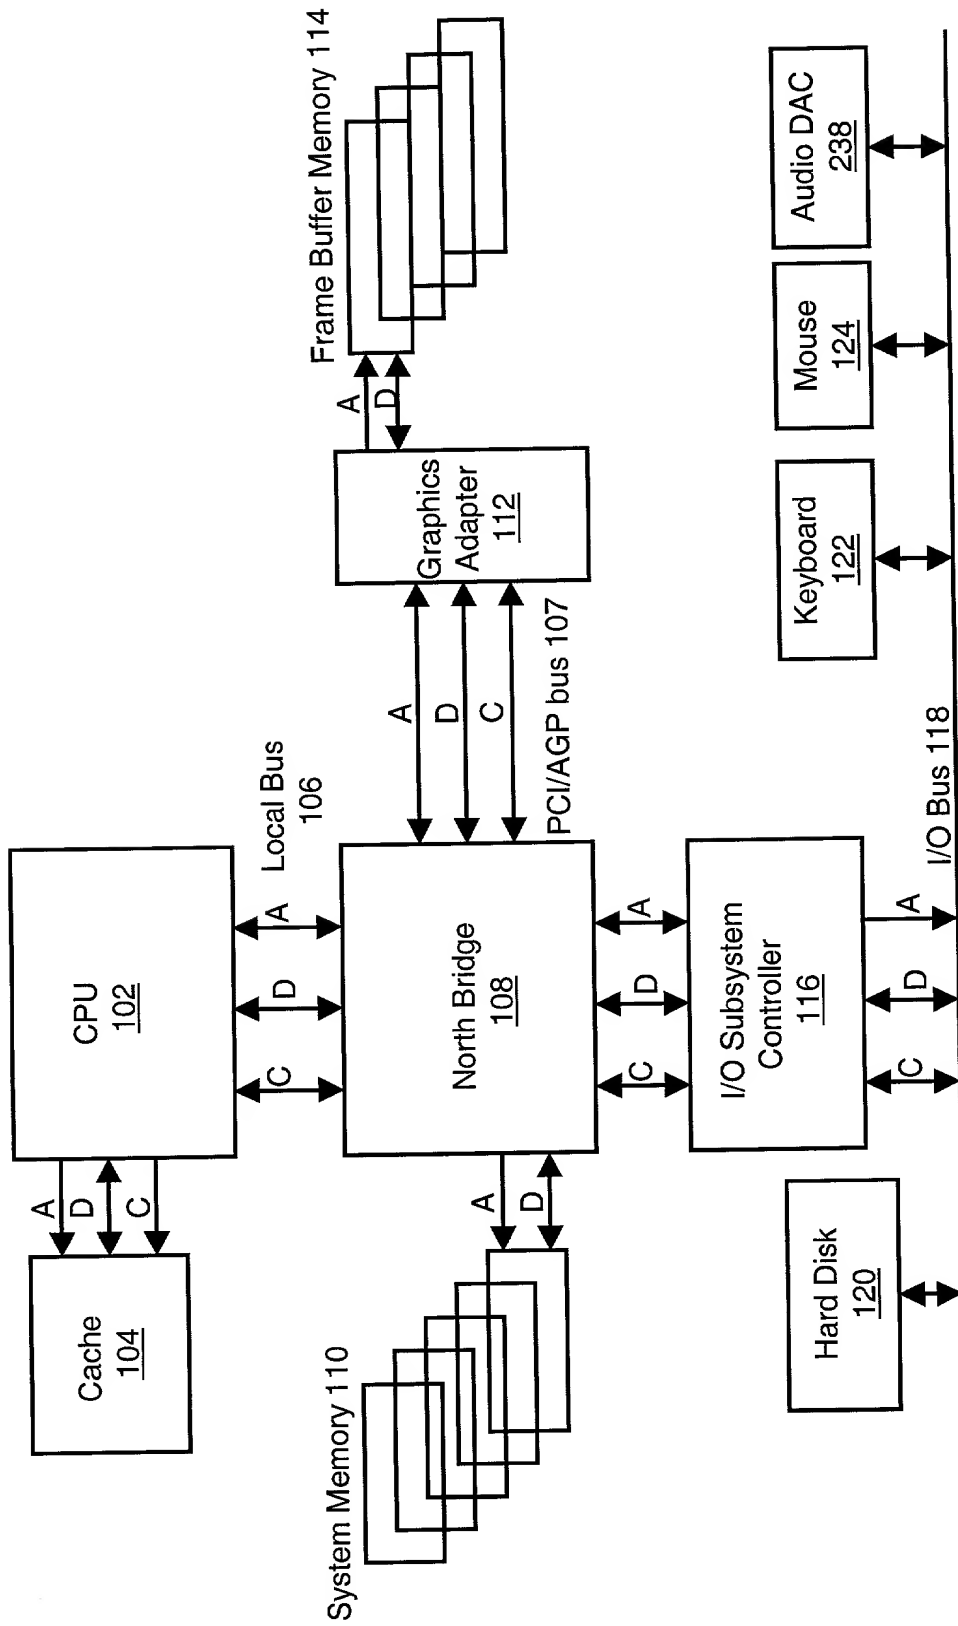 Cache
104
A
D
C
CPU
102
C
D
A
Local Bus
106
System Memory 110
A
D
North Bridge
108
A
D
C
PCI/AGP bus 107
Graphics
Adapter
112
A
D
Frame Buffer Memory 114
C
D
A
I/O Subsystem
Controller
116
C
D
A
I/O Bus 118
Hard Disk
120
Keyboard
122
Mouse
124
Audio DAC
238